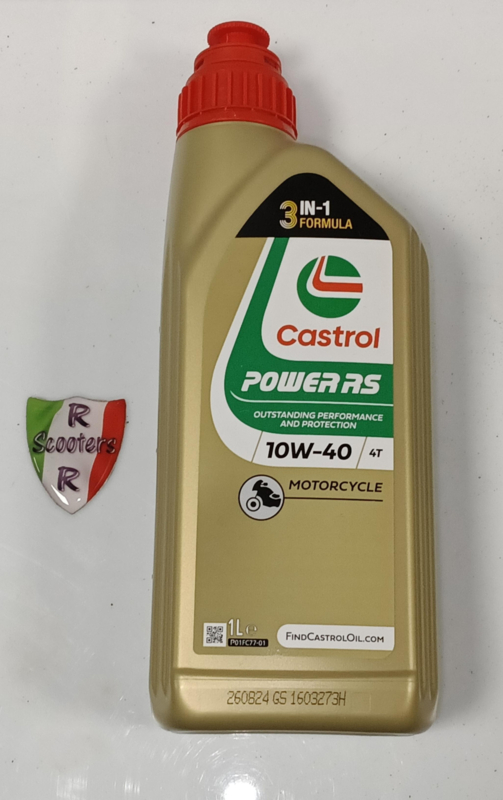 3 IN-1
FORMULA
Castrol
POWER RS
OUTSTANDING PERFORMANCE
AND PROTECTION
10W-40 4T
MOTORCYCLE
R
Scooters
R
1L e
P01FC77-01
FINDCASTROLOIL.COM
260824 GS 1603273H